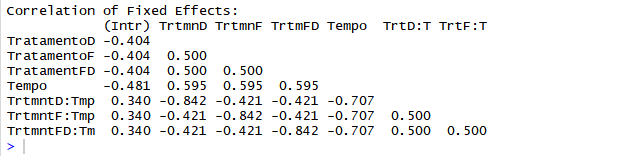 Correlation of Fixed Effects:
            (Intr) TrtmnD TrtmnF TrtmFD Tempo  TrtD:T TrtF:T
TratamentoD -0.404
TratamentoF -0.404  0.500
TratamentFD -0.404  0.500  0.500
Tempo       -0.481  0.595  0.595  0.595
TrtmntD:Tmp  0.340 -0.842 -0.421 -0.421 -0.707
TrtmntF:Tmp  0.340 -0.421 -0.842 -0.421 -0.707  0.500
TrtmntFD:Tm  0.340 -0.421 -0.421 -0.842 -0.707  0.500  0.500
>